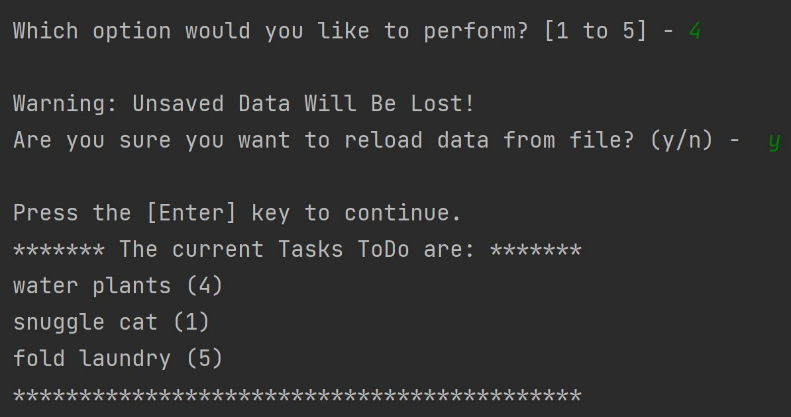 Which option would you like to perform? [1 to 5] - 4
Warning: Unsaved Data Will Be Lost!
Are you sure you want to reload data from file? (y/n) -  y
Press the [Enter] key to continue.
******* The current Tasks ToDo are: *******
water plants (4)
snuggle cat (1)
fold laundry (5)
*******************************************